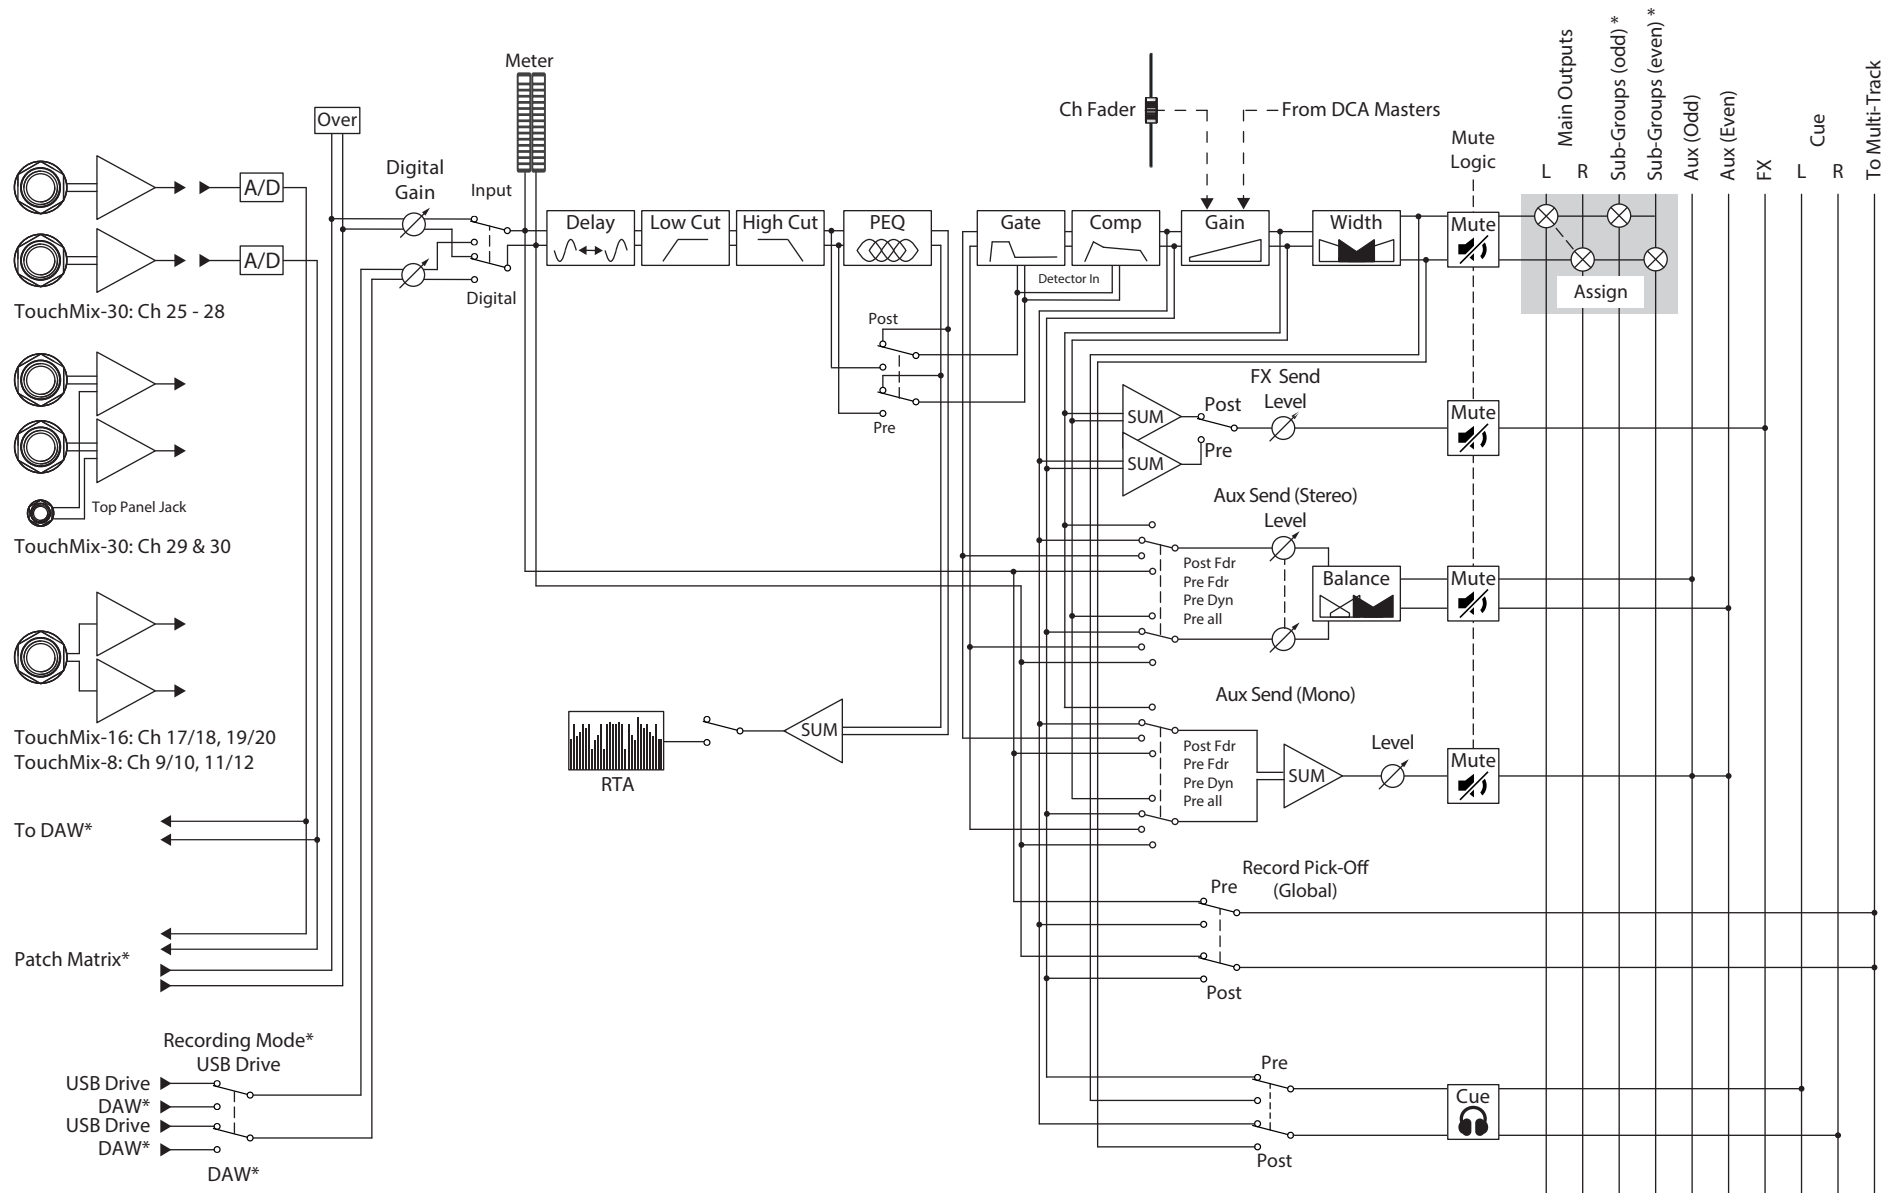 Meter
Over
Digital
Gain
Input
Digital
A/D
A/D
TouchMix-30: Ch 25 - 28
Top Panel Jack
TouchMix-30: Ch 29 & 30
TouchMix-16: Ch 17/18, 19/20
TouchMix-8: Ch 9/10, 11/12
To DAW*
Patch Matrix*
Recording Mode*
USB Drive
USB Drive
DAW*
USB Drive
DAW*
DAW*
Delay
Low Cut
High Cut
PEQ
Post
Pre
SUM
RTA
Gate
Comp
Detector In
Ch Fader
From DCA Masters
Gain
Width
Mute
Logic
Mute
Main Outputs
L
R
Sub-Groups (odd) *
Sub-Groups (even) *
Aux (Odd)
Aux (Even)
FX
Cue
L
R
To Multi-Track
Assign
FX Send
Level
SUM
Post
SUM
Pre
Mute
Aux Send (Stereo)
Level
Post Fdr
Pre Fdr
Pre Dyn
Pre all
Balance
Mute
Aux Send (Mono)
Post Fdr
Pre Fdr
Pre Dyn
Pre all
SUM
Level
Mute
Record Pick-Off
(Global)
Pre
Post
Pre
Post
Cue